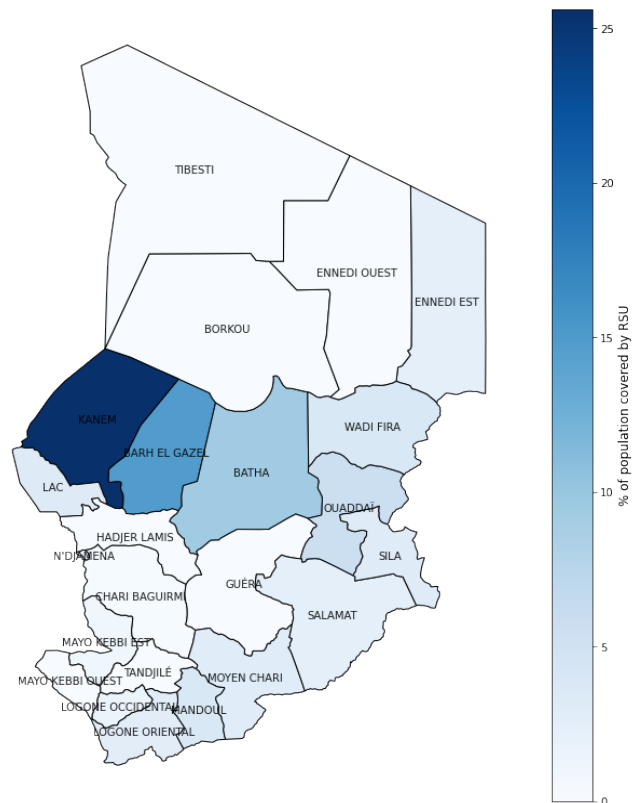 25
TIBESTI
20
ENNEDI OUEST
ENNEDI EST
BORKOU
15
% of population covered by RSU
KANEM
WADI FIRA
BARH EL GAZEL
BATHA
LAC
10
OUADDAÏ
HADJER LAMIS
N'DJAMENA
SILA
GUÉRA
CHARI BAGUIRMI
SALAMAT
MAYO KEBBI EST
5
TANDJILÉ
MOYEN CHARI
MAYO KEBBI OUEST
LOGONE OCCIDENTAL
MANDOUL
LOGONE ORIENTAL
0